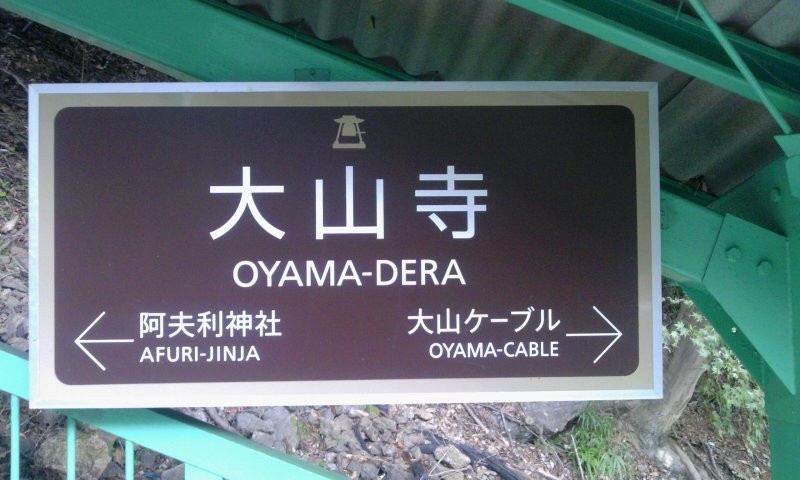 大山寺
OYAMA-DERA
阿夫利神社
AFURI-JINJA
大山ケーブル
OYAMA-CABLE